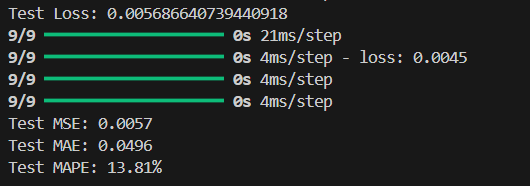 Test Loss: 0.005686640739440918
9/9 0s 21ms/step
9/9 0s 4ms/step - loss: 0.0045
9/9 0s 4ms/step
9/9 0s 4ms/step
Test MSE: 0.0057
Test MAE: 0.0496
Test MAPE: 13.81%